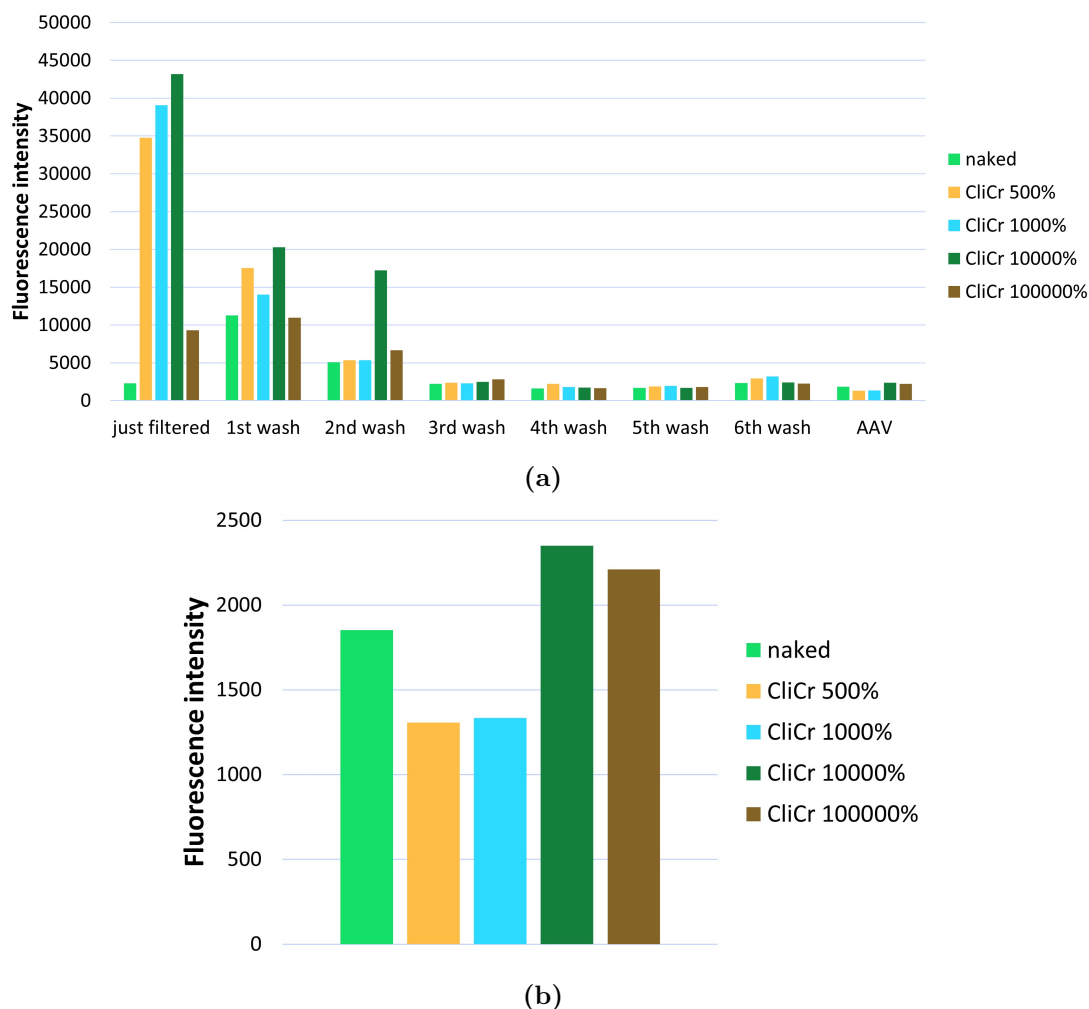 50000
45000
40000
35000
30000
25000
20000
15000
10000
5000
0
Fluorescence intensity
just filtered 1st wash 2nd wash 3rd wash 4th wash 5th wash 6th wash AAV
naked
CliCr 500%
CliCr 1000%
CliCr 10000%
CliCr 100000%
(a)
2500
2000
1500
1000
500
0
Fluorescence intensity
naked
CliCr 500%
CliCr 1000%
CliCr 10000%
CliCr 100000%
(b)